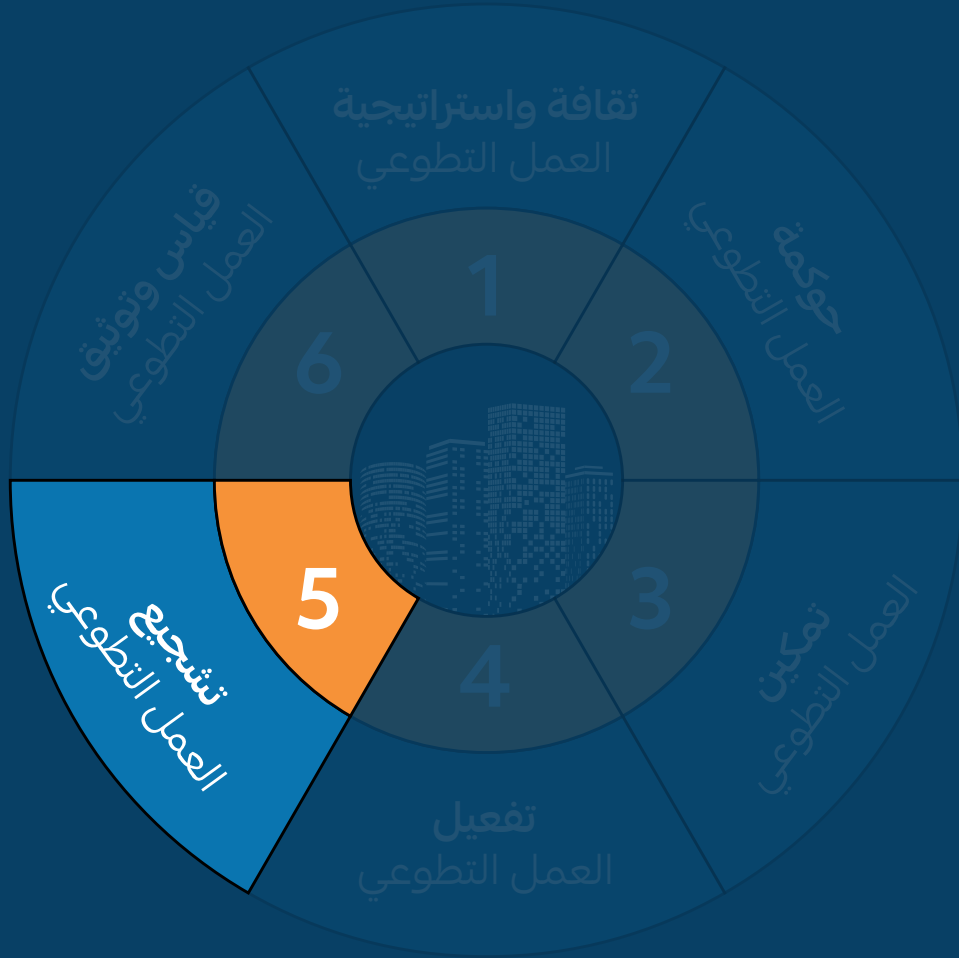 ثقافة واستراتيجية
العمل التطوعي
1
حوكمة
العمل التطوعي
2
تمكين
العمل التطوعي
3
تفعيل
العمل التطوعي
4
تشجيع
العمل التطوعي
5
قياس وتوثيق
العمل التطوعي
6